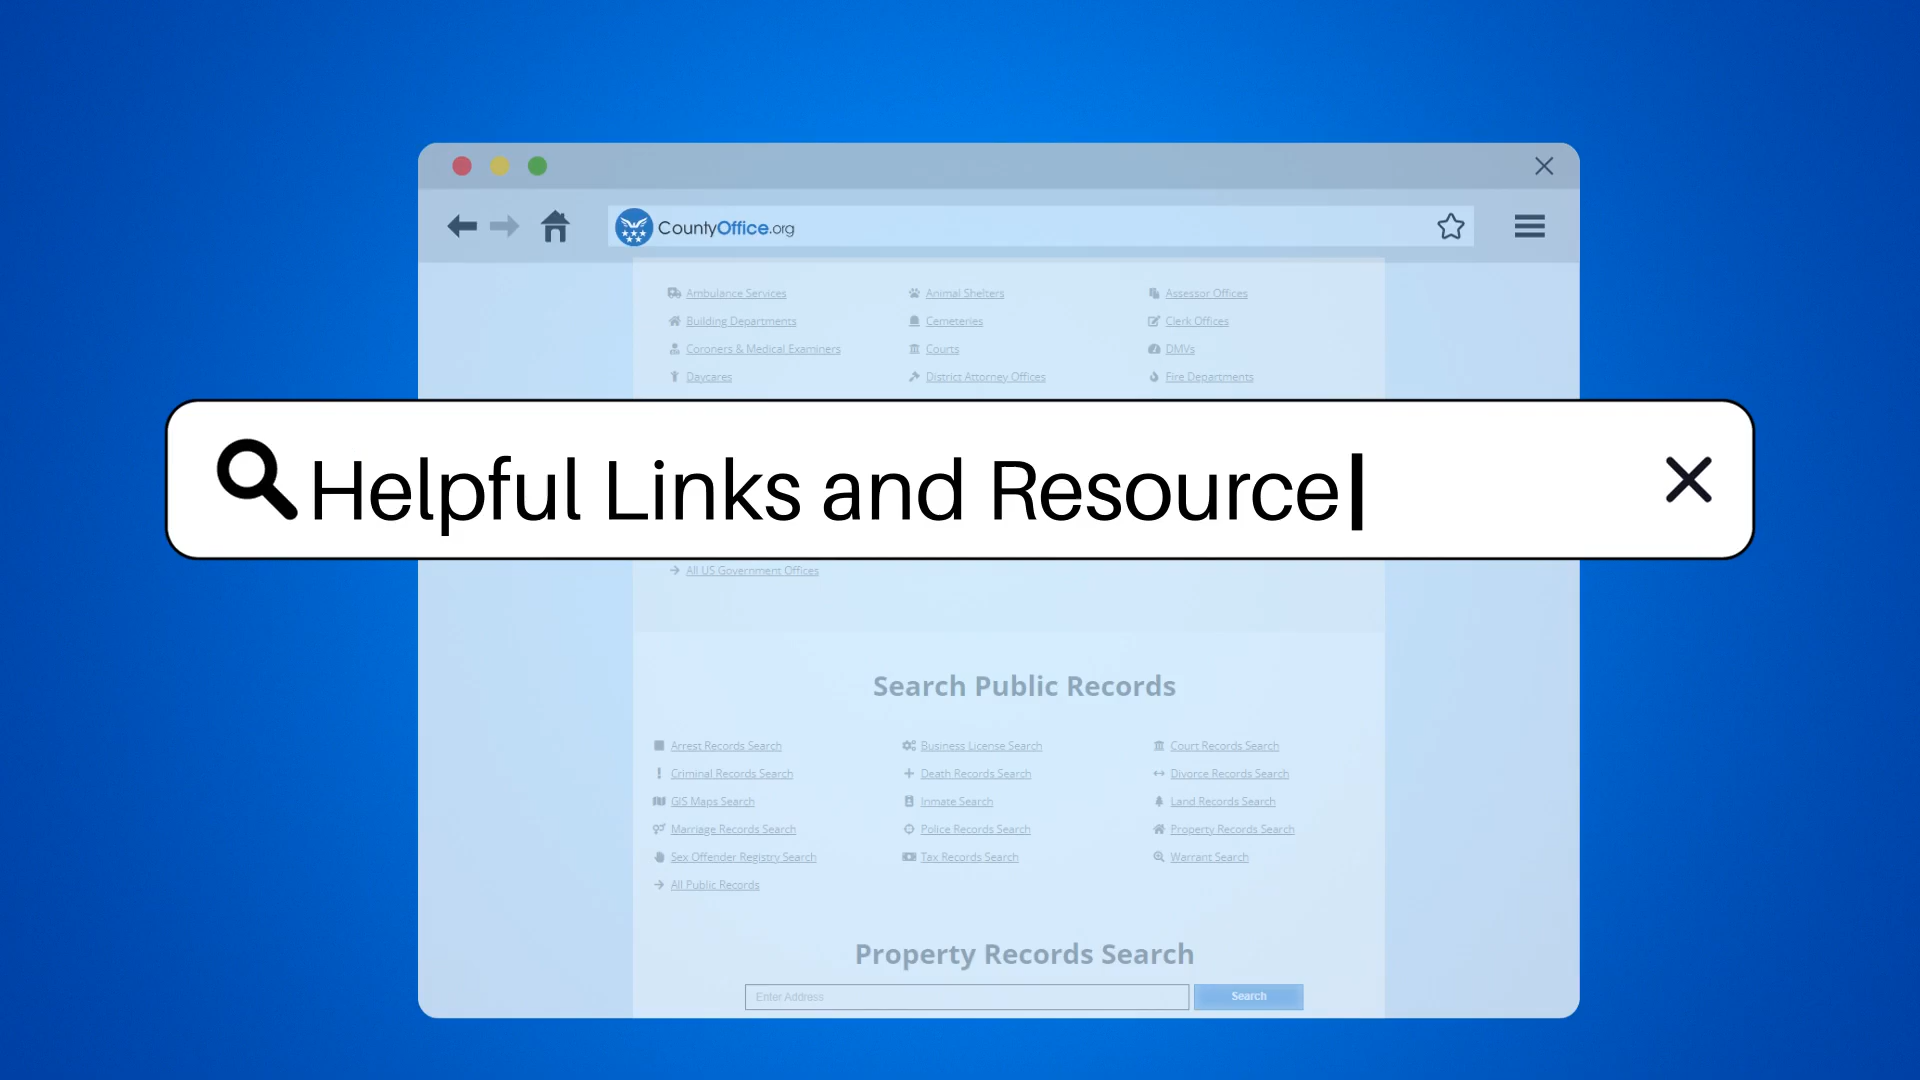 CountyOffice.org
Ambulance Services Animal Shelters Assessor Offices
Building Departments Cemeteries Clerk Offices
Coroners & Medical Examiners Courts DMVs
Daycares District Attorney Offices Fire Departments
Helpful Links and Resource
All US Government Offices
Search Public Records
Arrest Records Search Business License Search Court Records Search
Criminal Records Search Death Records Search Divorce Records Search
GIS Maps Search Inmate Search Land Records Search
Marriage Records Search Police Records Search Property Records Search
Sex Offender Registry Search Tax Records Search Warrant Search
All Public Records
Property Records Search
Enter Address Search